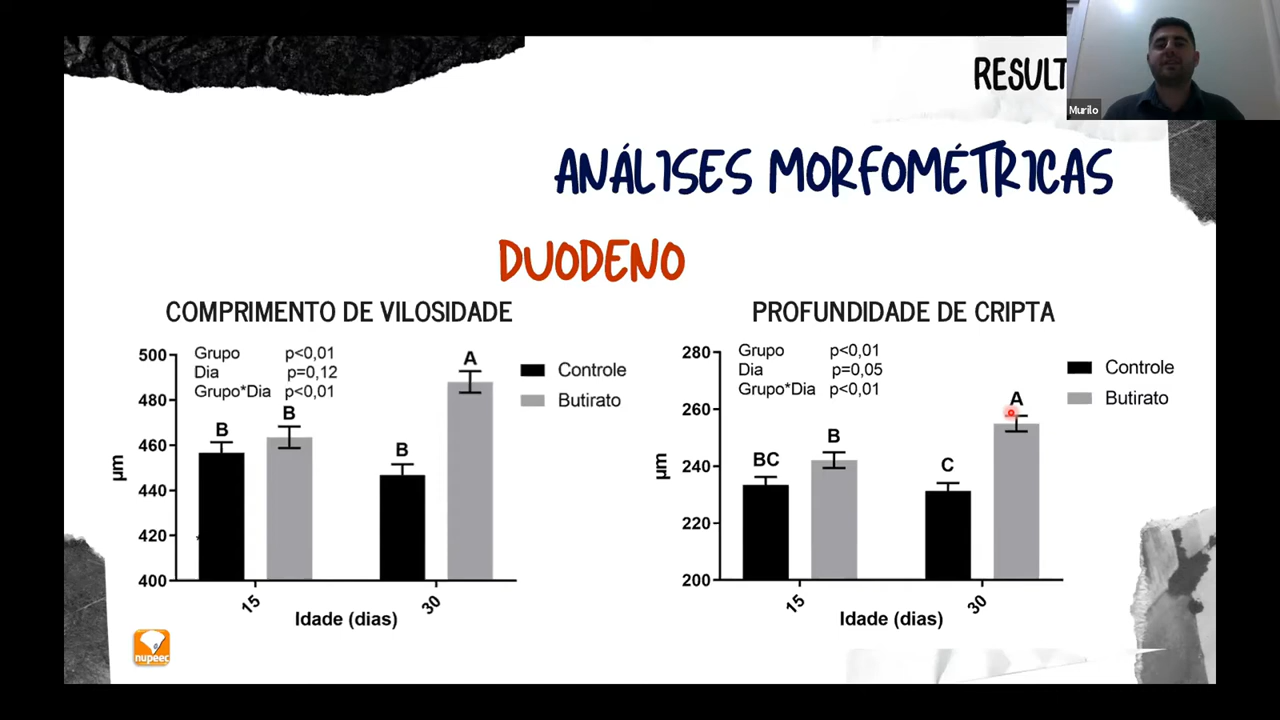 RESULT
Murilo
ANÁLISES MORFOMÉTRICAS
DUODENO
COMPRIMENTO DE VILOSIDADE
500
480
460
440
420
400
µm
Grupo p<0,01
Dia p=0,12
Grupo*Dia p<0,01
B
B
B
A
Controle
Butirato
*
15
30
Idade (dias)
PROFUNDIDADE DE CRIPTA
280
260
240
220
200
µm
Grupo p<0,01
Dia p=0,05
Grupo*Dia p<0,01
BC
B
C
A
Controle
Butirato
15
30
Idade (dias)
nupeec